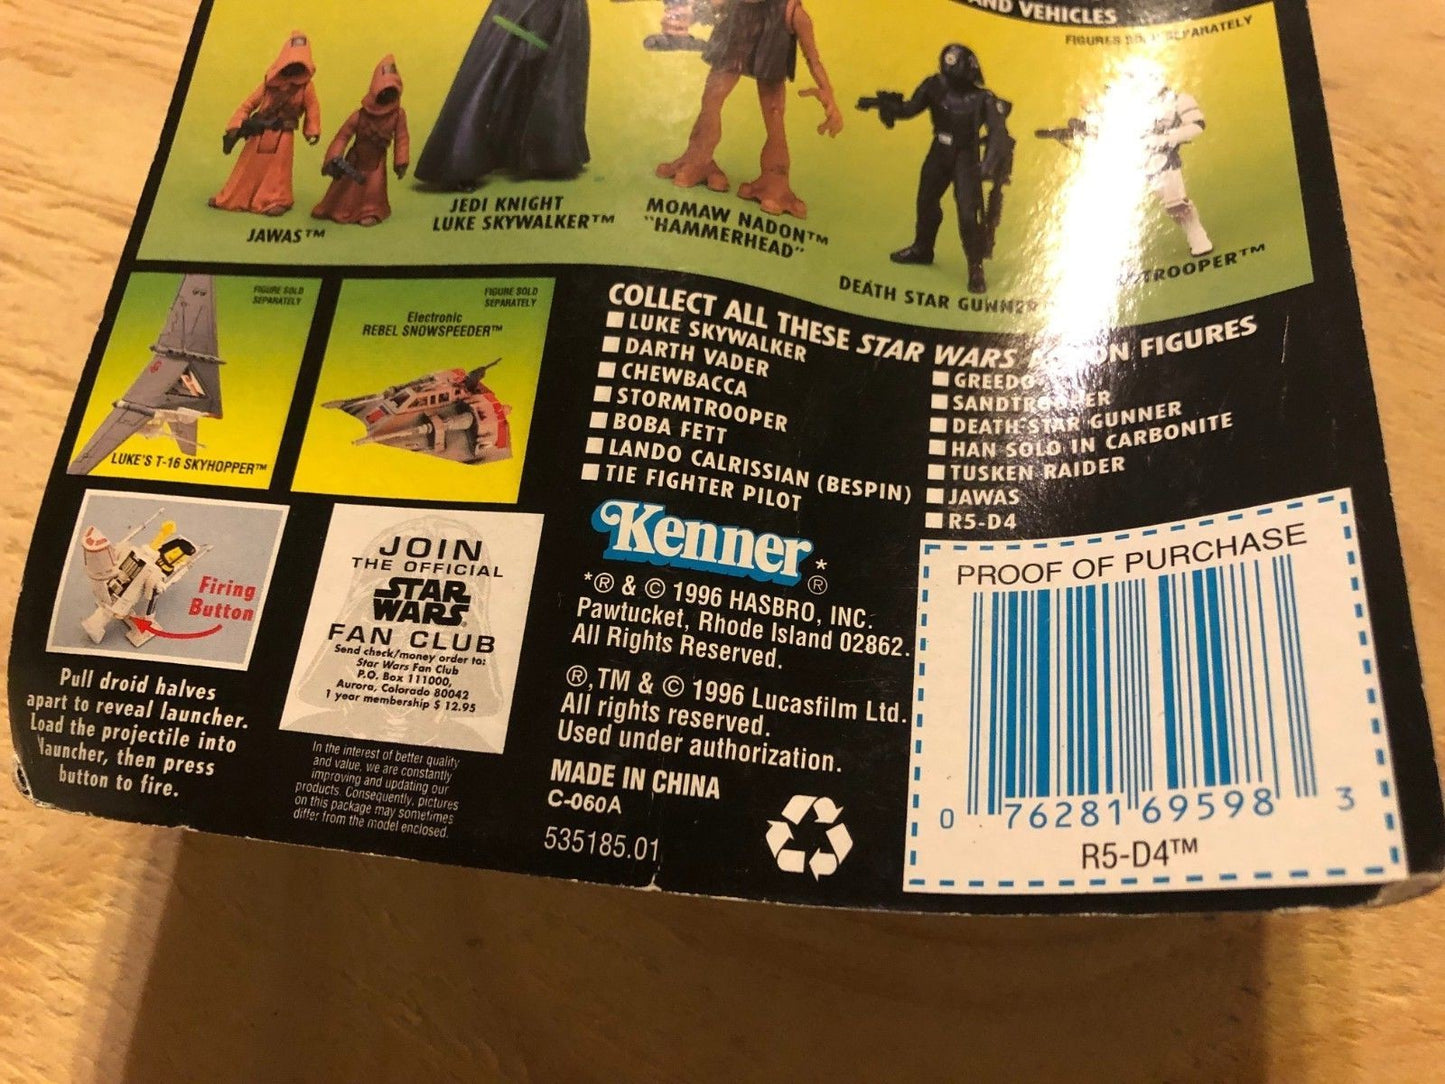 AND VEHICLES
FIGURES SOLD SEPARATELY
JAWAS™
JEDI KNIGHT
LUKE SKYWALKER™
MOMAW NADON™
"HAMMERHEAD"
DEATH STAR GUNNER
TROOPER™
FIGURE SOLD
SEPARATELY
LUKE'S T-16 SKYHOPPER™
FIGURE SOLD
SEPARATELY
Electronic
REBEL SNOWSPEEDER™
COLLECT ALL THESE STAR WARS ACTION FIGURES
LUKE SKYWALKER
DARTH VADER
CHEWBACCA
STORMTROOPER
BOBA FETT
LANDO CALRISSIAN (BESPIN)
TIE FIGHTER PILOT
GREEDO
SANDTROOPER
DEATH STAR GUNNER
HAN SOLO IN CARBONITE
TUSKEN RAIDER
JAWAS
R5-D4
Firing
Button
Pull droid halves
apart to reveal launcher.
Load the projectile into
launcher, then press
button to fire.
JOIN
THE OFFICIAL
STAR
WARS
FAN CLUB
Send check/money order to:
Star Wars Fan Club
P.O. Box 111000,
Aurora, Colorado 80042
1 year membership $ 12.95
In the interest of better quality
and value, we are constantly
improving and updating our
products. Consequently, pictures
on this package may sometimes
differ from the model enclosed.
Kenner*®
*® & © 1996 HASBRO, INC.
Pawtucket, Rhode Island 02862.
All Rights Reserved.
®,TM & © 1996 Lucasfilm Ltd.
All rights reserved.
Used under authorization.
MADE IN CHINA
C-060A
535185.01
PROOF OF PURCHASE
0 76281 69598 3
R5-D4™